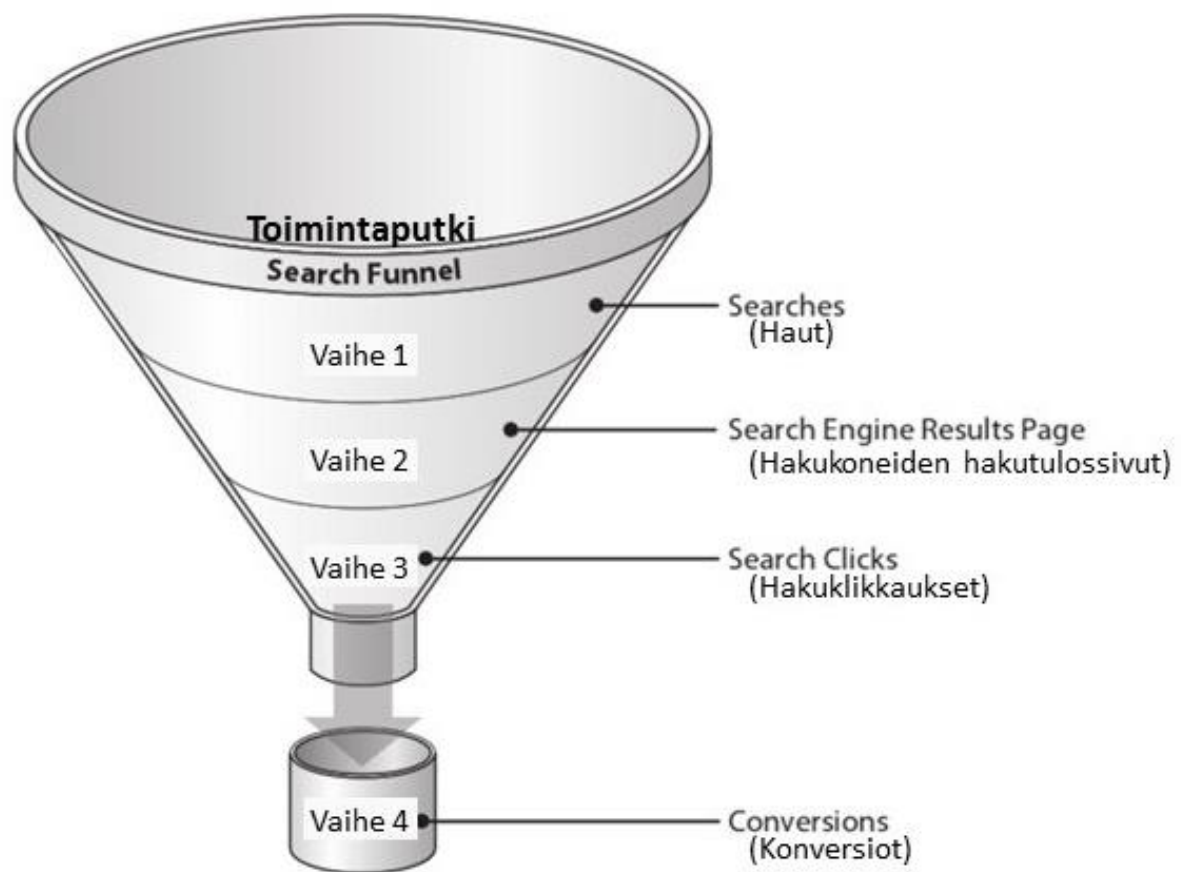 Toimintaputki
Search Funnel
Searches
(Haut)
Vaihe 1
Search Engine Results Page
(Hakukoneiden hakutulossivut)
Vaihe 2
Search Clicks
(Hakuklikkaukset)
Vaihe 3
Vaihe 4
Conversions
(Konversiot)